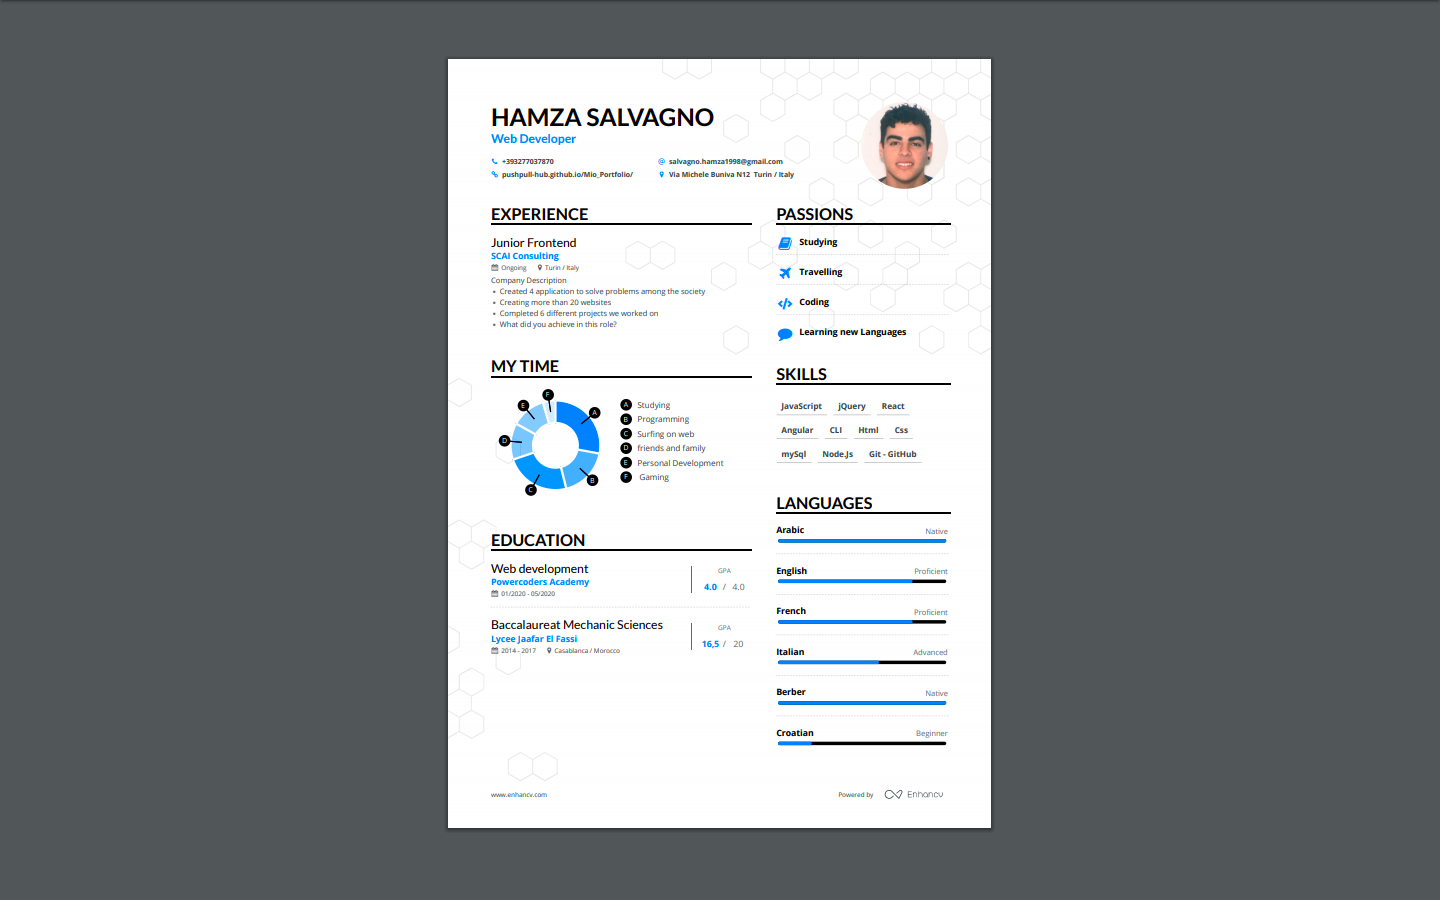 HAMZA SALVAGNO
Web Developer
+393277037870
salvagno.hamza1998@gmail.com
pushpull-hub.github.io/Mio_Portfolio/
Via Michele Buniva N12 Turin / Italy
EXPERIENCE
Junior Frontend
SCAI Consulting
Ongoing Turin / Italy
Company Description
• Created 4 application to solve problems among the society
• Creating more than 20 websites
• Completed 6 different projects we worked on
• What did you achieve in this role?
MY TIME
F
E
A
D
B
C
A Studying
B Programming
C Surfing on web
D friends and family
E Personal Development
F Gaming
EDUCATION
Web development
Powercoders Academy
01/2020 - 05/2020
GPA
4.0 / 4.0
Baccalaureat Mechanic Sciences
Lycee Jaafar El Fassi
2014 - 2017 Casablanca / Morocco
GPA
16,5 / 20
PASSIONS
Studying
Travelling
Coding
Learning new Languages
SKILLS
JavaScript jQuery React
Angular CLI Html Css
mySql Node.Js Git - GitHub
LANGUAGES
Arabic Native
English Proficient
French Proficient
Italian Advanced
Berber Native
Croatian Beginner
www.enhancv.com
Powered by Enhancv